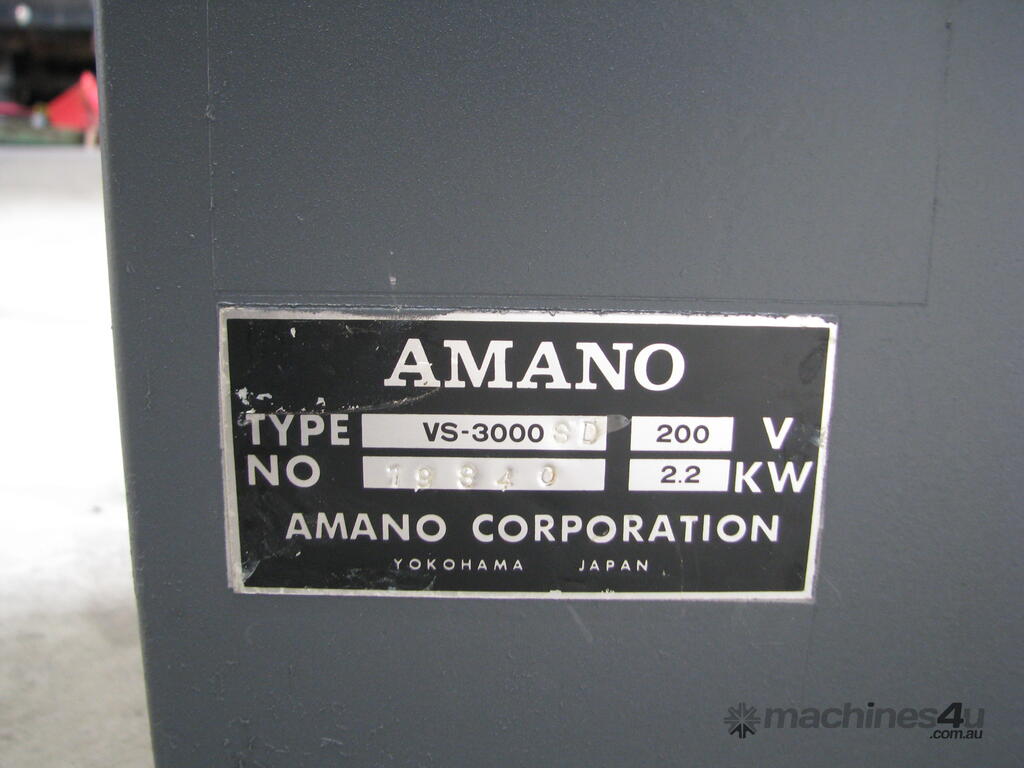 AMANO
TYPE VS-3000 SD 200 V
NO 19840 2.2 KW
AMANO CORPORATION
YOKOHAMA JAPAN
machines4u
.com.au